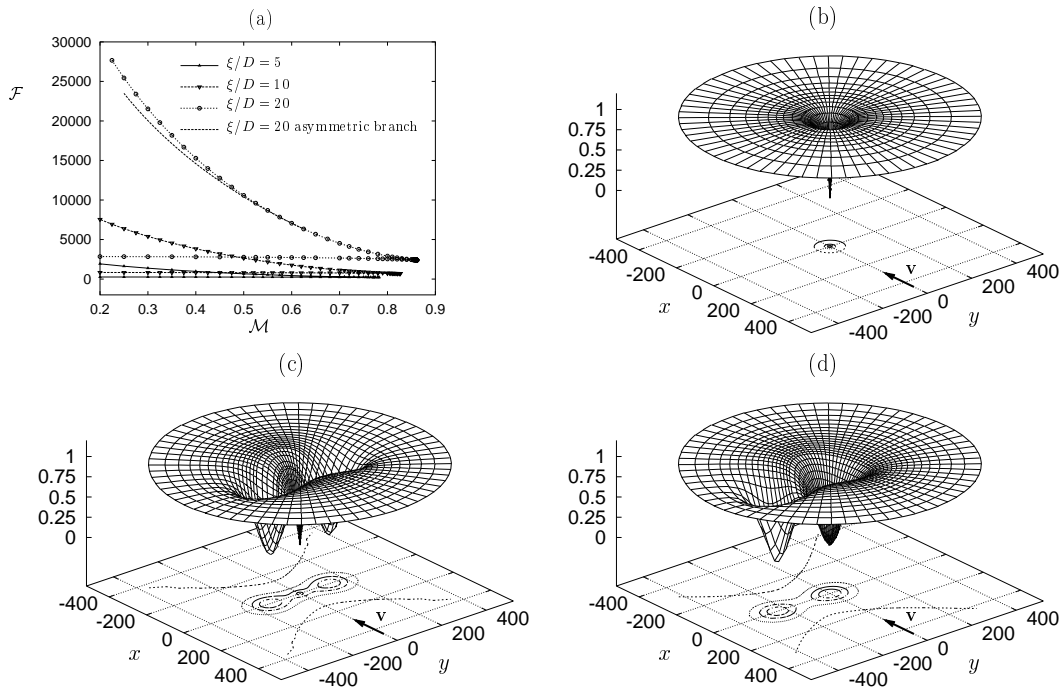 (a)
30000
25000
20000
15000
10000
5000
0
ℱ
ξ/D = 5
ξ/D = 10
ξ/D = 20
ξ/D = 20 asymmetric branch
0.2 0.3 0.4 0.5 0.6 0.7 0.8 0.9
ℳ
(b)
1
0.75
0.5
0.25
0
-400
-200
0
200
400
x
v
-400
-200
0
200
400
y
(c)
1
0.75
0.5
0.25
0
-400
-200
0
200
400
x
v
-400
-200
0
200
400
y
(d)
1
0.75
0.5
0.25
0
-400
-200
0
200
400
x
v
-400
-200
0
200
400
y